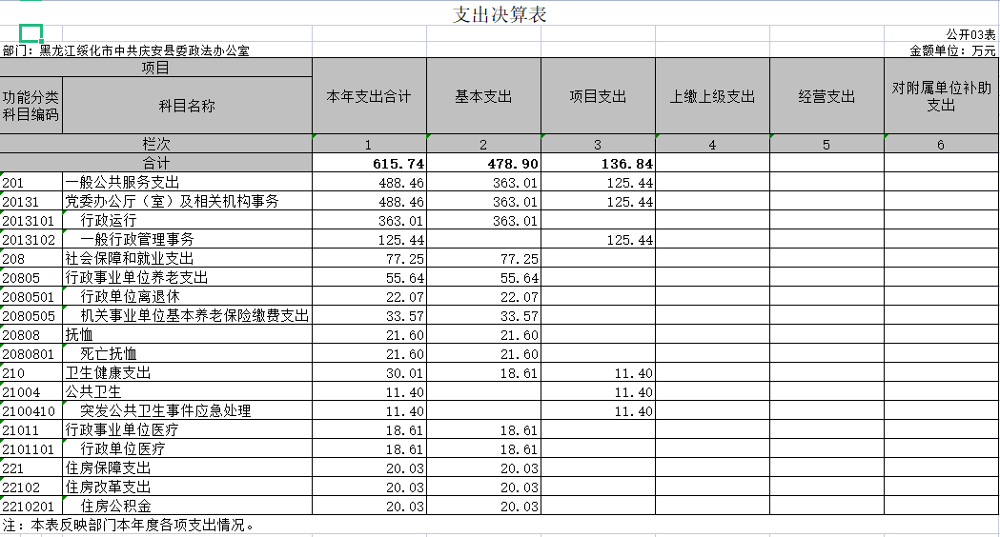 支出决算表
公开03表
部门：黑龙江绥化市中共庆安县委政法办公室 金额单位：万元
项目
功能分类科目编码 科目名称 本年支出合计 基本支出 项目支出 上缴上级支出 经营支出 对附属单位补助支出
栏次 1 2 3 4 5 6
合计 615.74 478.90 136.84
201 一般公共服务支出 488.46 363.01 125.44
20131 党委办公厅（室）及相关机构事务 488.46 363.01 125.44
2013101 行政运行 363.01 363.01
2013102 一般行政管理事务 125.44 125.44
208 社会保障和就业支出 77.25 77.25
20805 行政事业单位养老支出 55.64 55.64
2080501 行政单位离退休 22.07 22.07
2080505 机关事业单位基本养老保险缴费支出 33.57 33.57
20808 抚恤 21.60 21.60
2080801 死亡抚恤 21.60 21.60
210 卫生健康支出 30.01 18.61 11.40
21004 公共卫生 11.40 11.40
2100410 突发公共卫生事件应急处理 11.40 11.40
21011 行政事业单位医疗 18.61 18.61
2101101 行政单位医疗 18.61 18.61
221 住房保障支出 20.03 20.03
22102 住房改革支出 20.03 20.03
2210201 住房公积金 20.03 20.03
注：本表反映部门本年度各项支出情况。